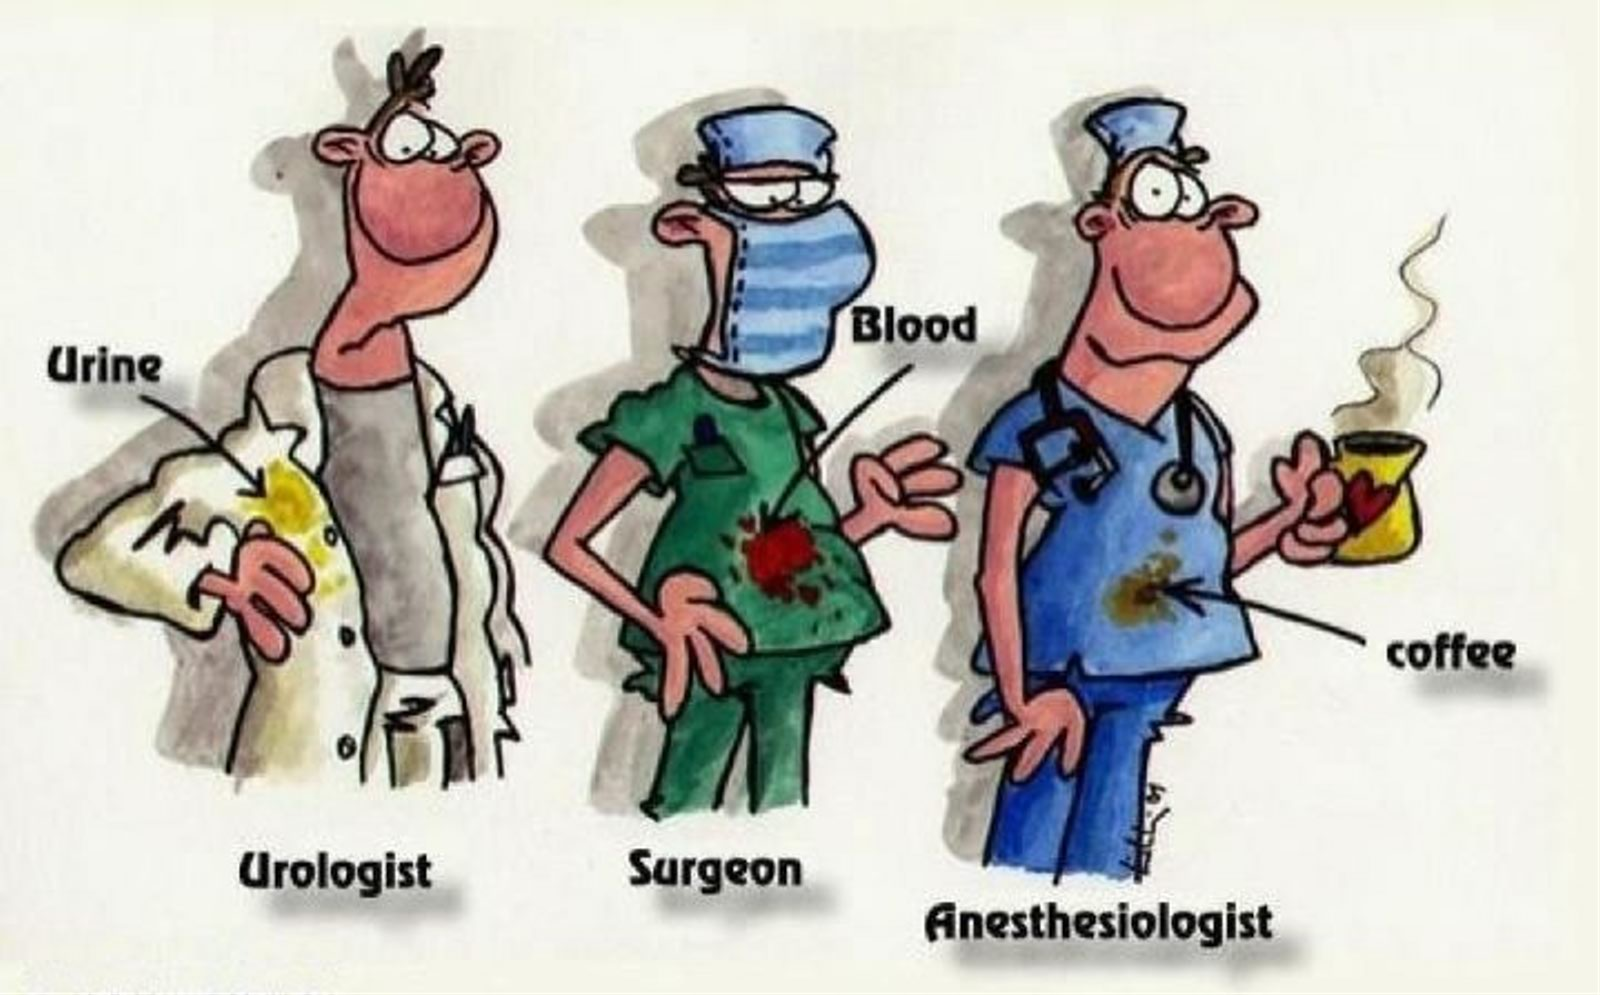 Urine
Blood
coffee
Urologist
Surgeon
Anesthesiologist